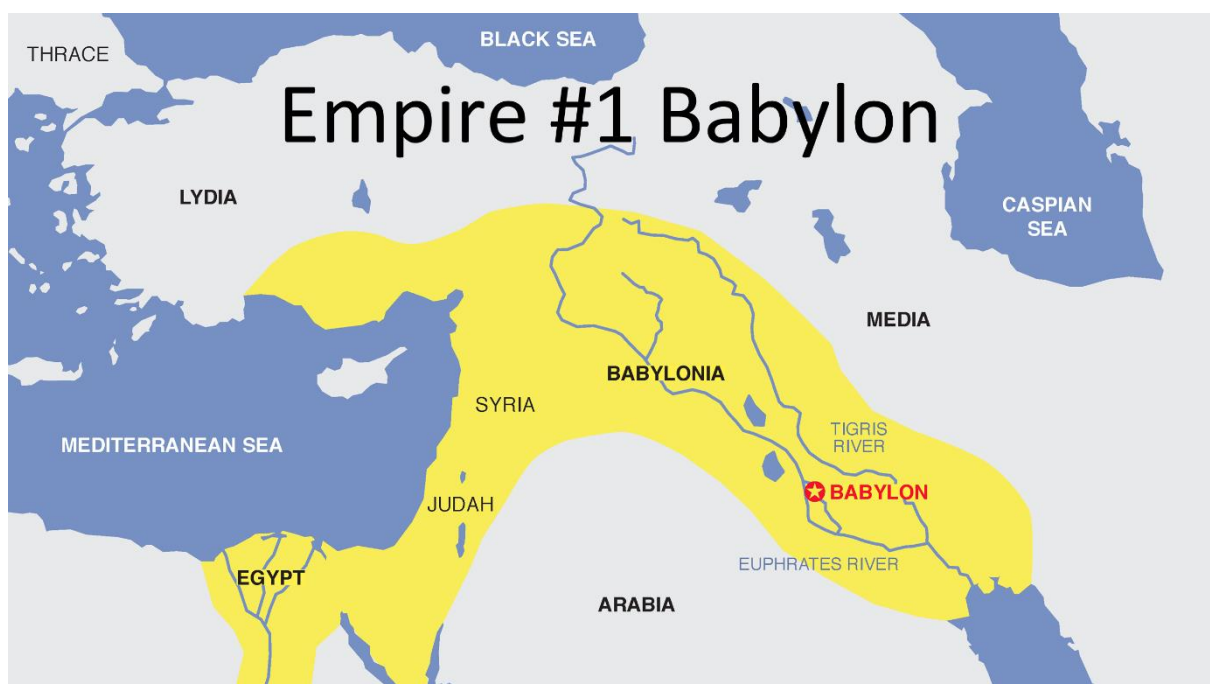 THRACE
BLACK SEA
Empire #1 Babylon
LYDIA
CASPIAN
SEA
MEDIA
BABYLONIA
SYRIA
TIGRIS
RIVER
MEDITERRANEAN SEA
BABYLON
JUDAH
EUPHRATES RIVER
EGYPT
ARABIA